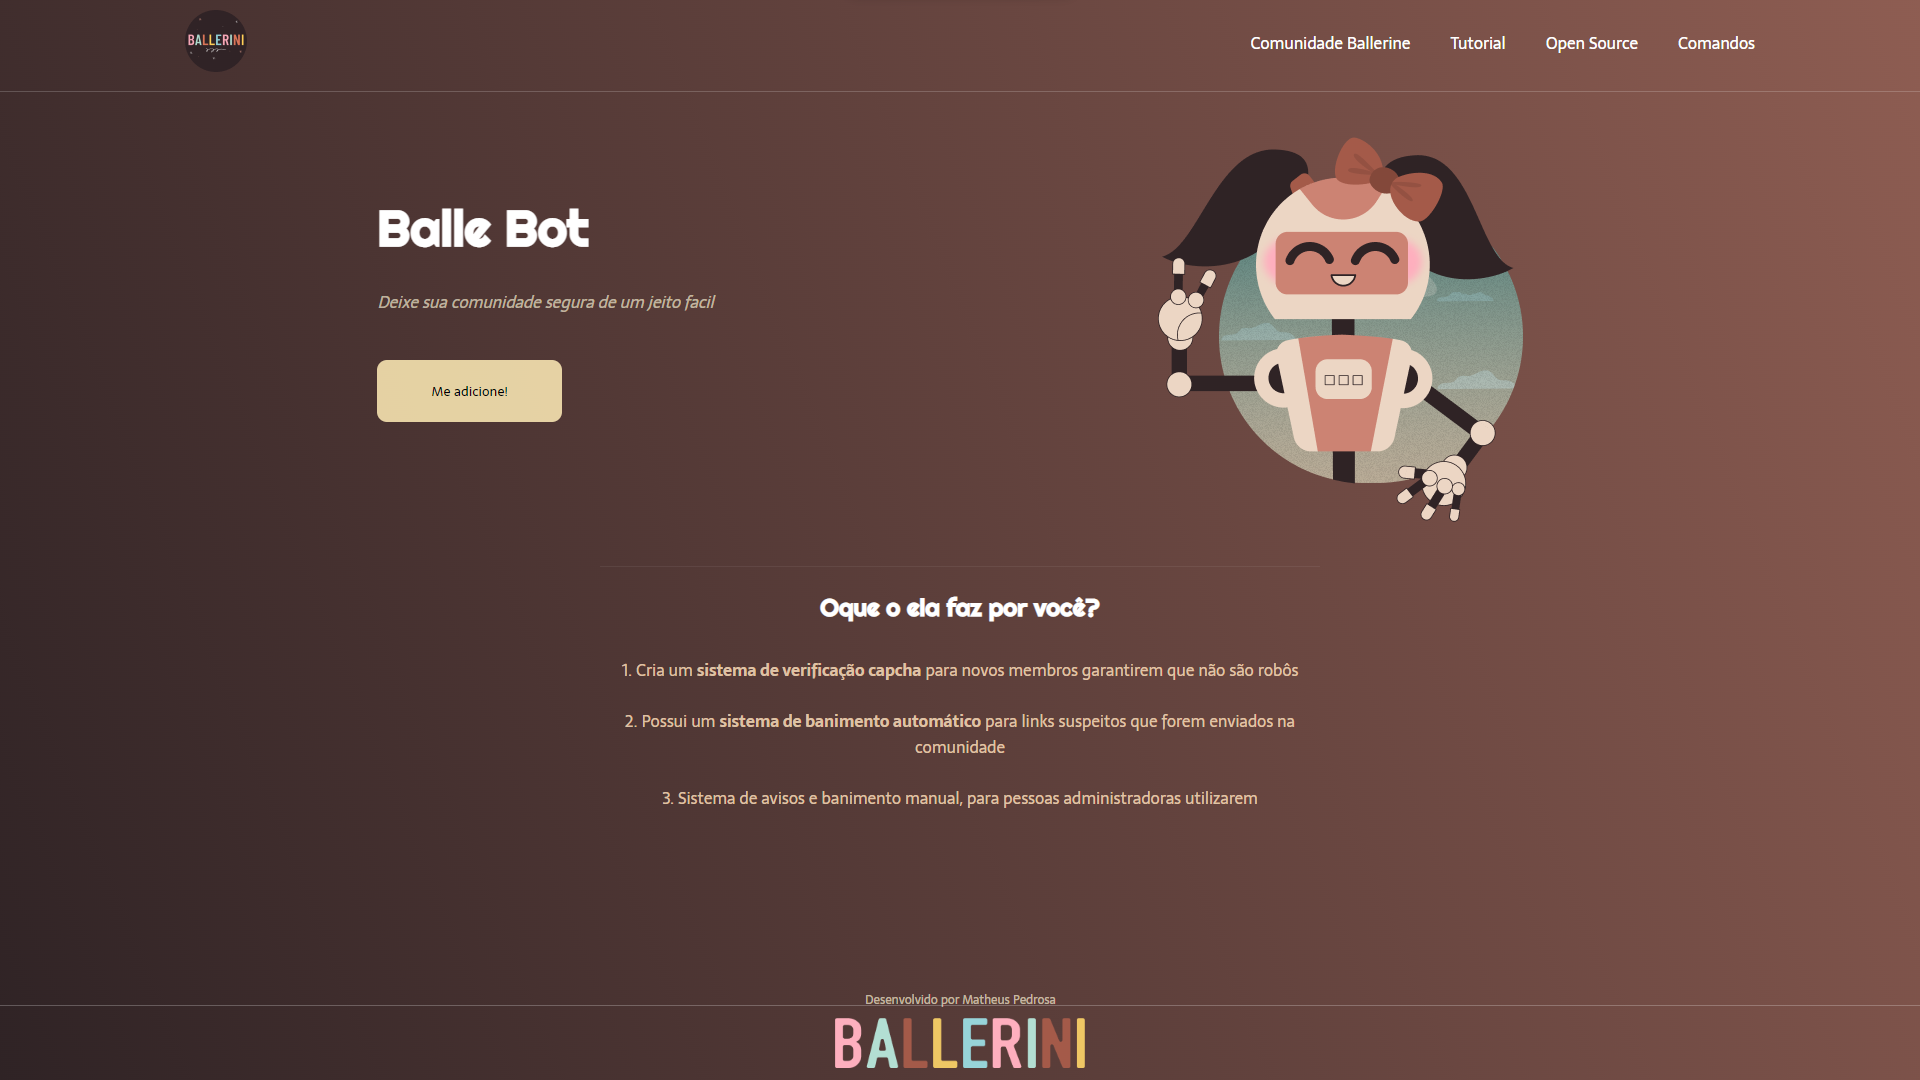 BALLERINI
Comunidade Ballerine
Tutorial
Open Source
Comandos
Balle Bot
Deixe sua comunidade segura de um jeito facil
Me adicione!
Oque o ela faz por você?
1. Cria um sistema de verificação capcha para novos membros garantirem que não são robôs
2. Possui um sistema de banimento automático para links suspeitos que forem enviados na
comunidade
3. Sistema de avisos e banimento manual, para pessoas administradoras utilizarem
Desenvolvido por Matheus Pedrosa
BALLERINI